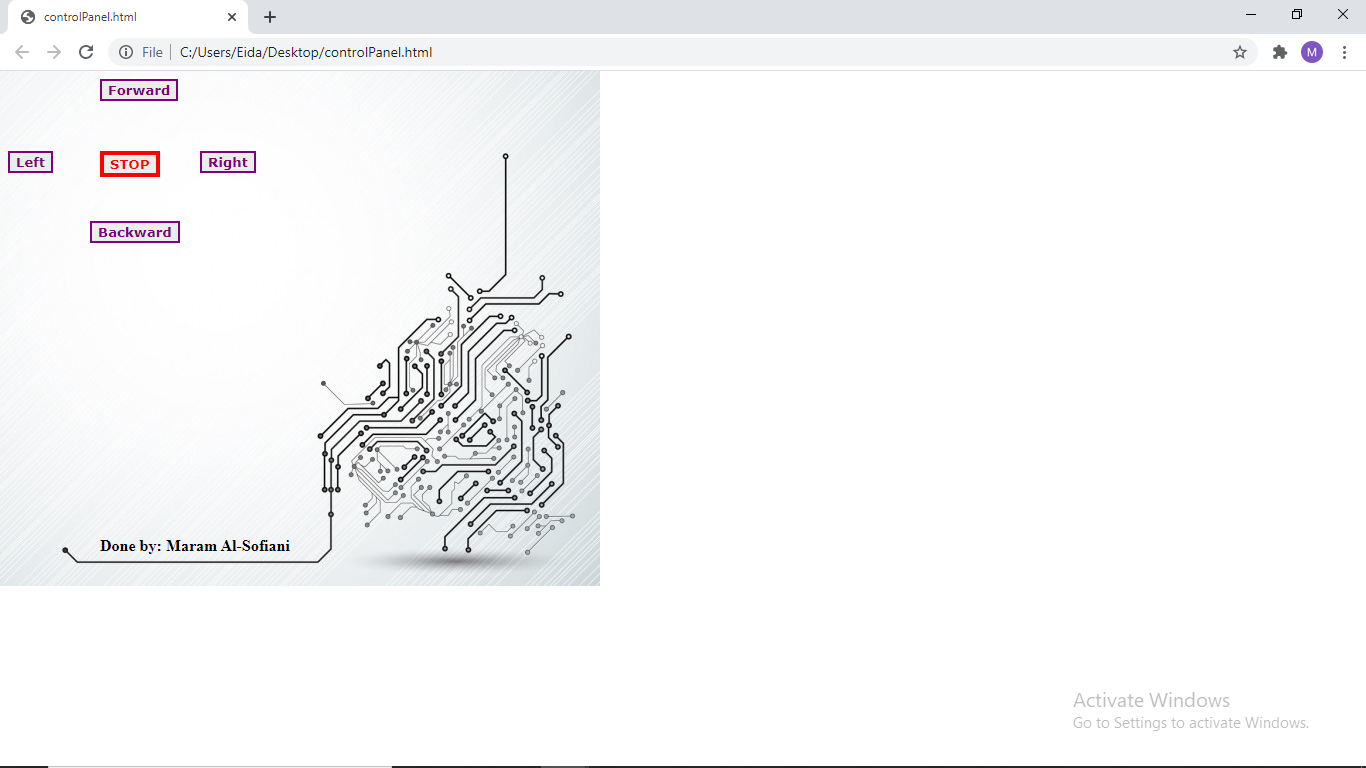 controlPanel.html
File C:/Users/Eida/Desktop/controlPanel.html
M
Forward
Left STOP Right
Backward
Done by: Maram Al-Sofiani
Activate Windows
Go to Settings to activate Windows.